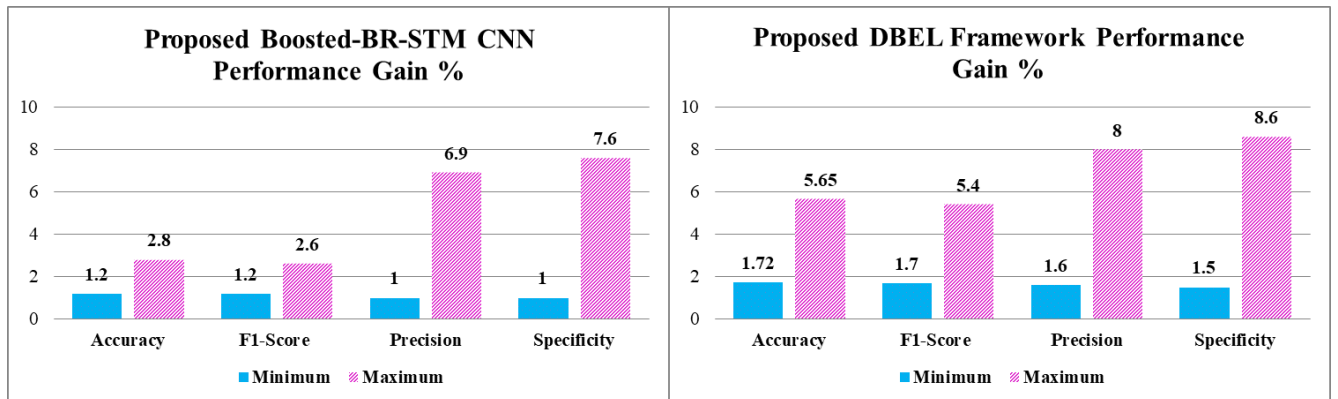 Proposed Boosted-BR-STM CNN
Performance Gain %
10
8
6
4
2
0
1.2
2.8
1.2
2.6
1
6.9
1
7.6
Accuracy
F1-Score
Precision
Specificity
Minimum
Maximum
Proposed DBEL Framework Performance
Gain %
10
8
6
4
2
0
1.72
5.65
1.7
5.4
1.6
8
1.5
8.6
Accuracy
F1-Score
Precision
Specificity
Minimum
Maximum